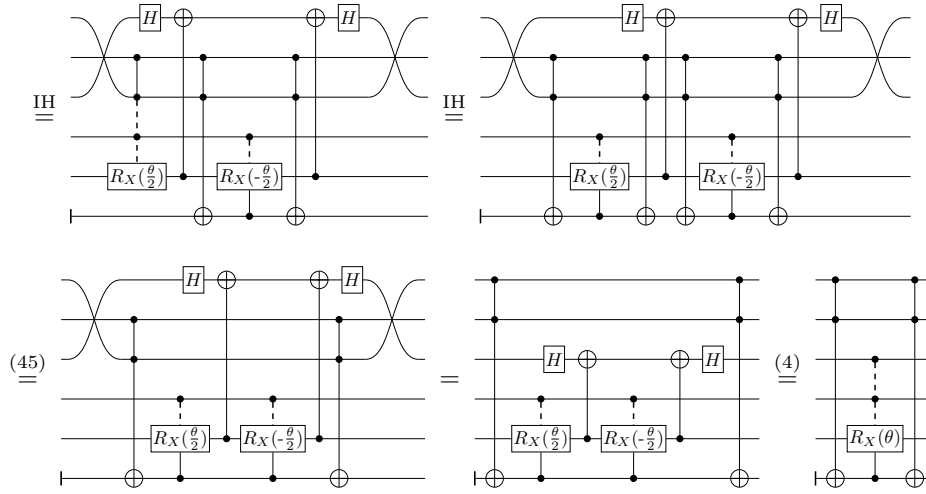 H H H H
IH = R_X(θ/2) R_X(-θ/2) IH = R_X(θ/2) R_X(-θ/2)
H H
(45) = R_X(θ/2) R_X(-θ/2) = H H R_X(θ/2) R_X(-θ/2) (4) = R_X(θ)